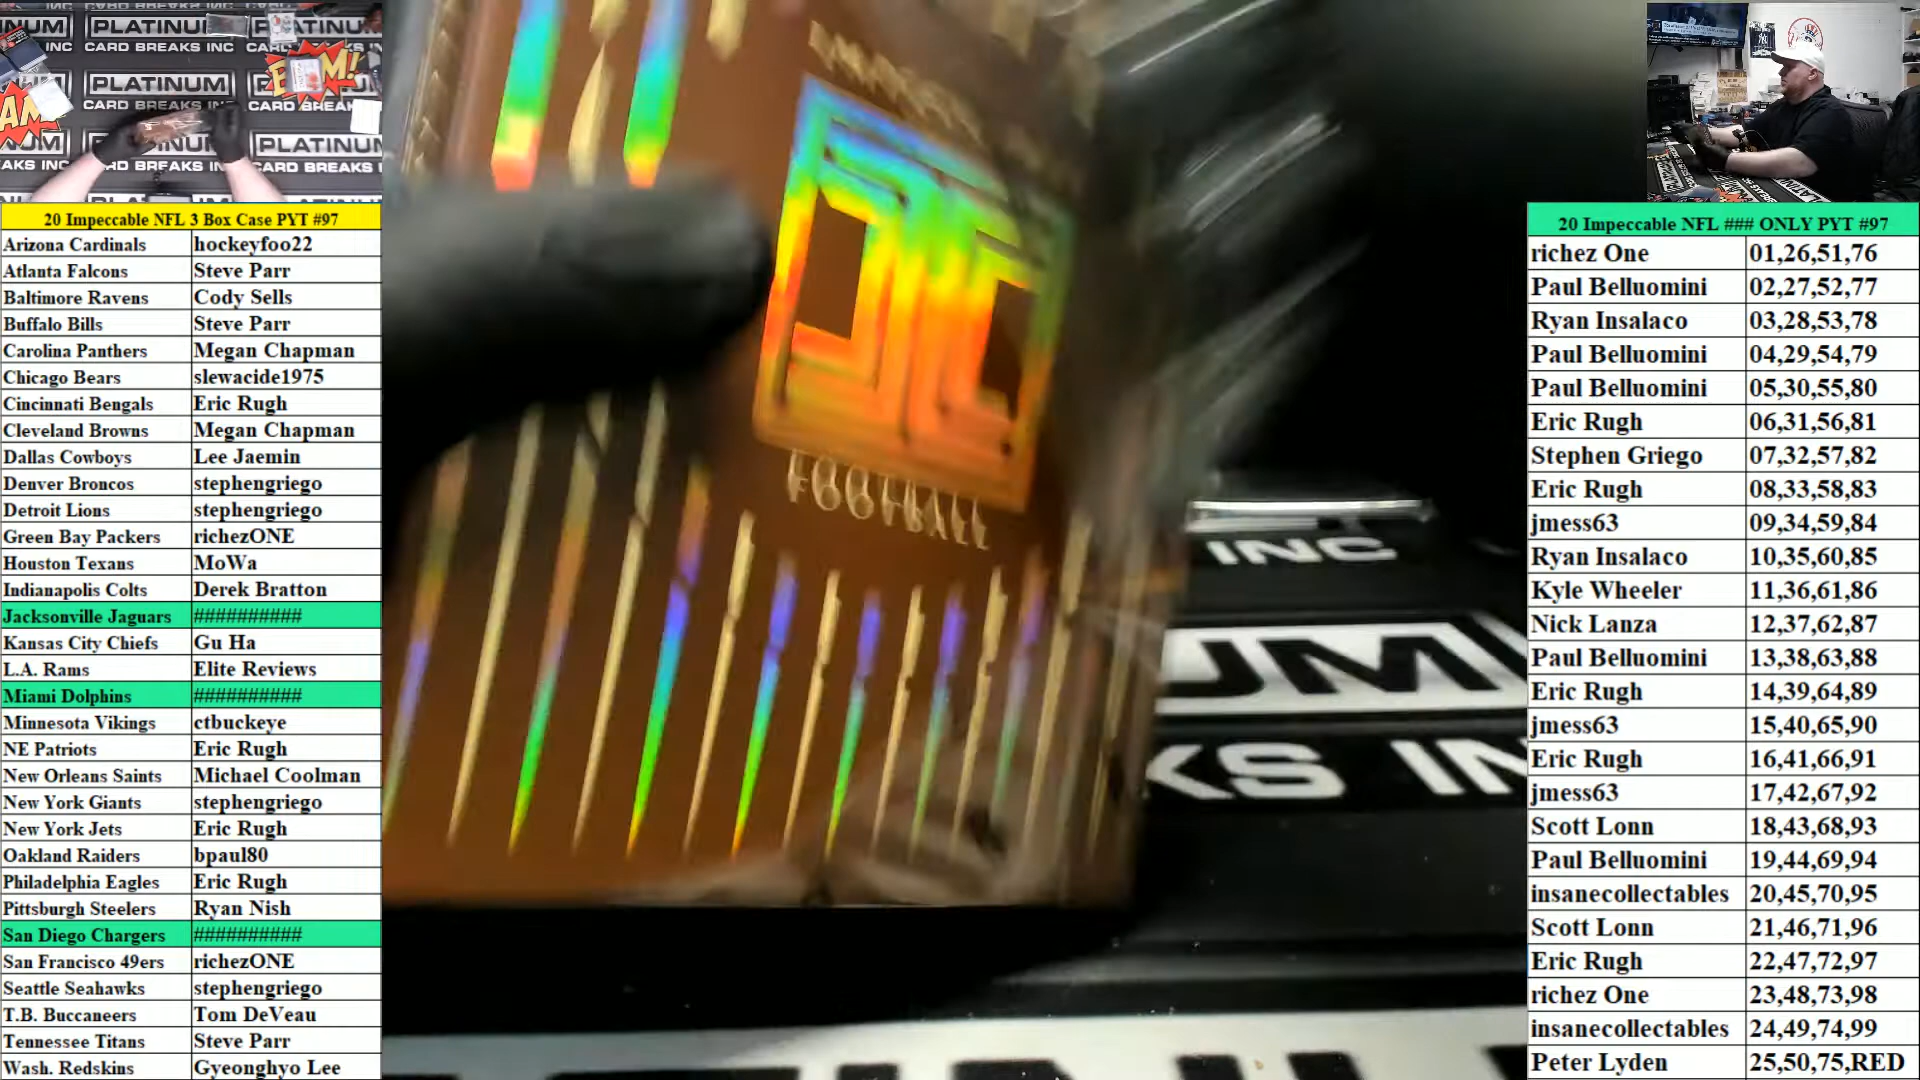 PLATINUM
CARD BREAKS INC
20 Impeccable NFL 3 Box Case PYT #97
Arizona Cardinals hockeyfoo22
Atlanta Falcons Steve Parr
Baltimore Ravens Cody Sells
Buffalo Bills Steve Parr
Carolina Panthers Megan Chapman
Chicago Bears slewacide1975
Cincinnati Bengals Eric Rugh
Cleveland Browns Megan Chapman
Dallas Cowboys Lee Jaemin
Denver Broncos stephengriego
Detroit Lions stephengriego
Green Bay Packers richezONE
Houston Texans MoWa
Indianapolis Colts Derek Bratton
Jacksonville Jaguars ##########
Kansas City Chiefs Gu Ha
L.A. Rams Elite Reviews
Miami Dolphins ##########
Minnesota Vikings ctbuckeye
NE Patriots Eric Rugh
New Orleans Saints Michael Coolman
New York Giants stephengriego
New York Jets Eric Rugh
Oakland Raiders bpaul80
Philadelphia Eagles Eric Rugh
Pittsburgh Steelers Ryan Nish
San Diego Chargers ##########
San Francisco 49ers richezONE
Seattle Seahawks stephengriego
T.B. Buccaneers Tom DeVeau
Tennessee Titans Steve Parr
Wash. Redskins Gyeonghyo Lee
FOOTBALL
INC
UM
KS IN
20 Impeccable NFL ### ONLY PYT #97
richez One 01,26,51,76
Paul Belluomini 02,27,52,77
Ryan Insalaco 03,28,53,78
Paul Belluomini 04,29,54,79
Paul Belluomini 05,30,55,80
Eric Rugh 06,31,56,81
Stephen Griego 07,32,57,82
Eric Rugh 08,33,58,83
jmess63 09,34,59,84
Ryan Insalaco 10,35,60,85
Kyle Wheeler 11,36,61,86
Nick Lanza 12,37,62,87
Paul Belluomini 13,38,63,88
Eric Rugh 14,39,64,89
jmess63 15,40,65,90
Eric Rugh 16,41,66,91
jmess63 17,42,67,92
Scott Lonn 18,43,68,93
Paul Belluomini 19,44,69,94
insanecollectables 20,45,70,95
Scott Lonn 21,46,71,96
Eric Rugh 22,47,72,97
richez One 23,48,73,98
insanecollectables 24,49,74,99
Peter Lyden 25,50,75,RED